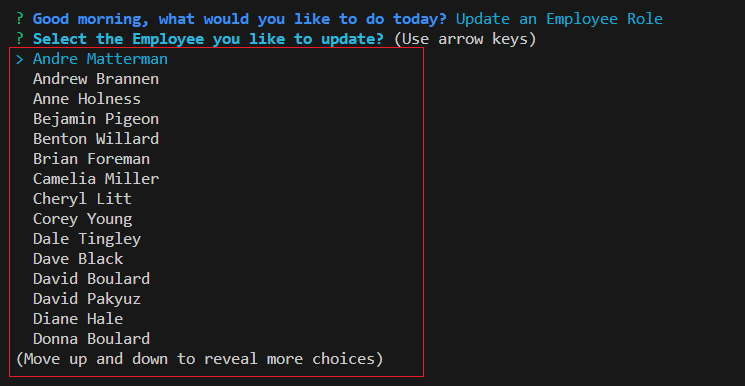 ? Good morning, what would you like to do today? Update an Employee Role
? Select the Employee you like to update? (Use arrow keys)
> Andre Matterman
Andrew Brannen
Anne Holness
Bejamin Pigeon
Benton Willard
Brian Foreman
Camelia Miller
Cheryl Litt
Corey Young
Dale Tingley
Dave Black
David Boulard
David Pakyuz
Diane Hale
Donna Boulard
(Move up and down to reveal more choices)